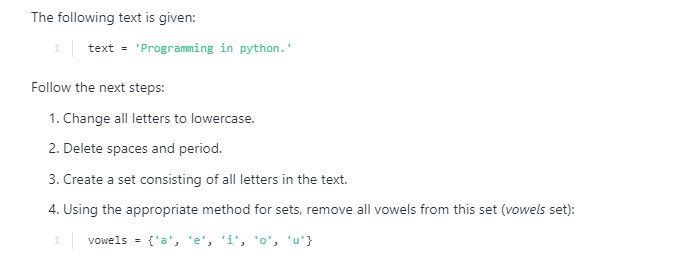 The following text is given:
1 text = 'Programming in python.'
Follow the next steps:
1. Change all letters to lowercase.
2. Delete spaces and period.
3. Create a set consisting of all letters in the text.
4. Using the appropriate method for sets, remove all vowels from this set (vowels set):
1 vowels = {'a', 'e', 'i', 'o', 'u'}